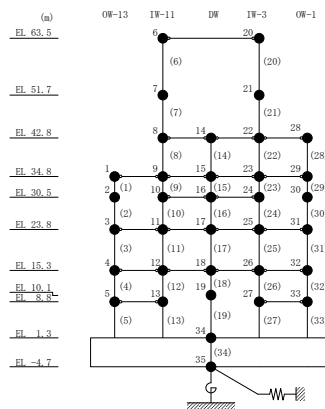 (m) OW-13 IW-11 DW IW-3 OW-1
EL 63.5 6 20
(6) (20)
EL 51.7 7 21
(7) (21)
EL 42.8 8 14 22 28
(8) (14) (22) (28)
EL 34.8 1 9 15 23 29
(1) (9) (15) (23) (29)
EL 30.5 2 10 16 24 30
(2) (10) (16) (24) (30)
EL 23.8 3 11 17 25 31
(3) (11) (17) (25) (31)
EL 15.3 4 12 18 26 32
(4) (12) (18) (26) (32)
EL 10.1 19
EL 8.8 5 13 27 33
(5) (13) (19) (27) (33)
EL 1.3 34
(34)
EL -4.7 35